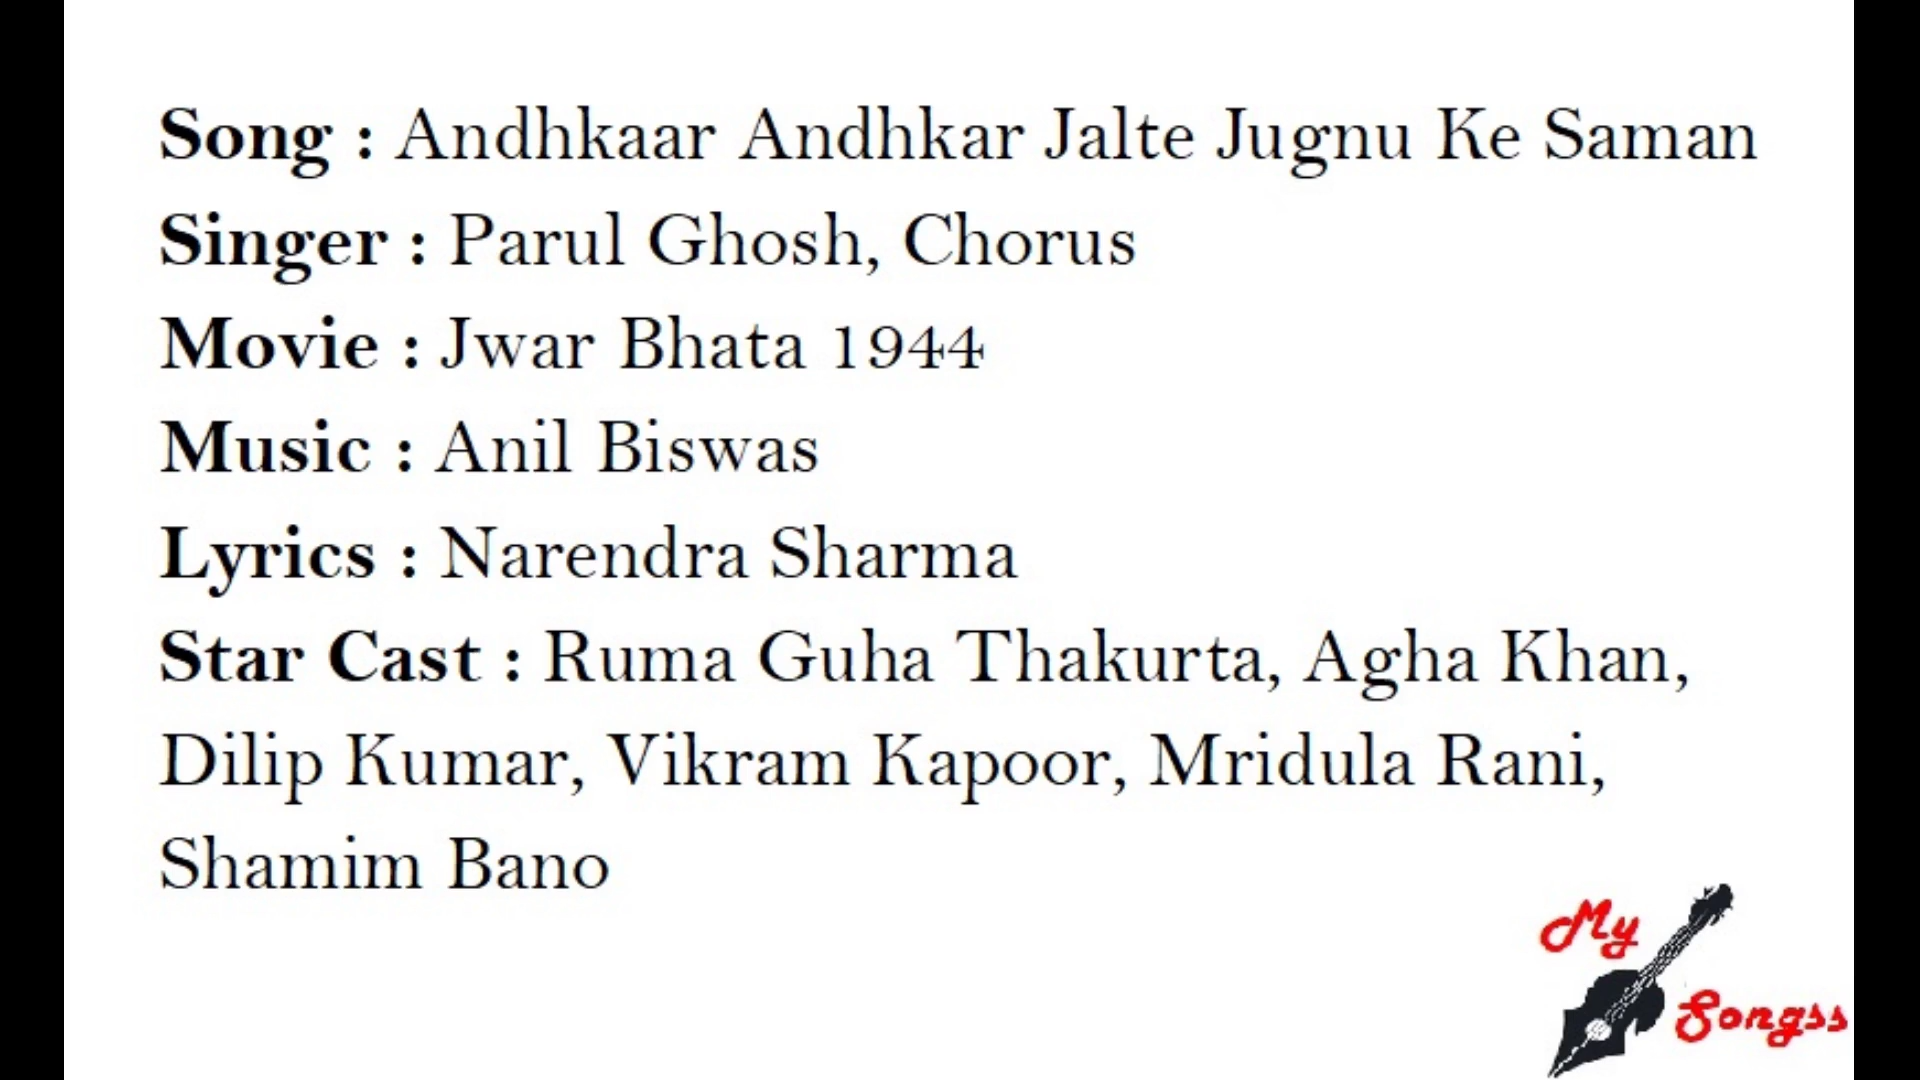 Song : Andhkaar Andhkar Jalte Jugnu Ke Saman
Singer : Parul Ghosh, Chorus
Movie : Jwar Bhata 1944
Music : Anil Biswas
Lyrics : Narendra Sharma
Star Cast : Ruma Guha Thakurta, Agha Khan,
Dilip Kumar, Vikram Kapoor, Mridula Rani,
Shamim Bano
My
Songss